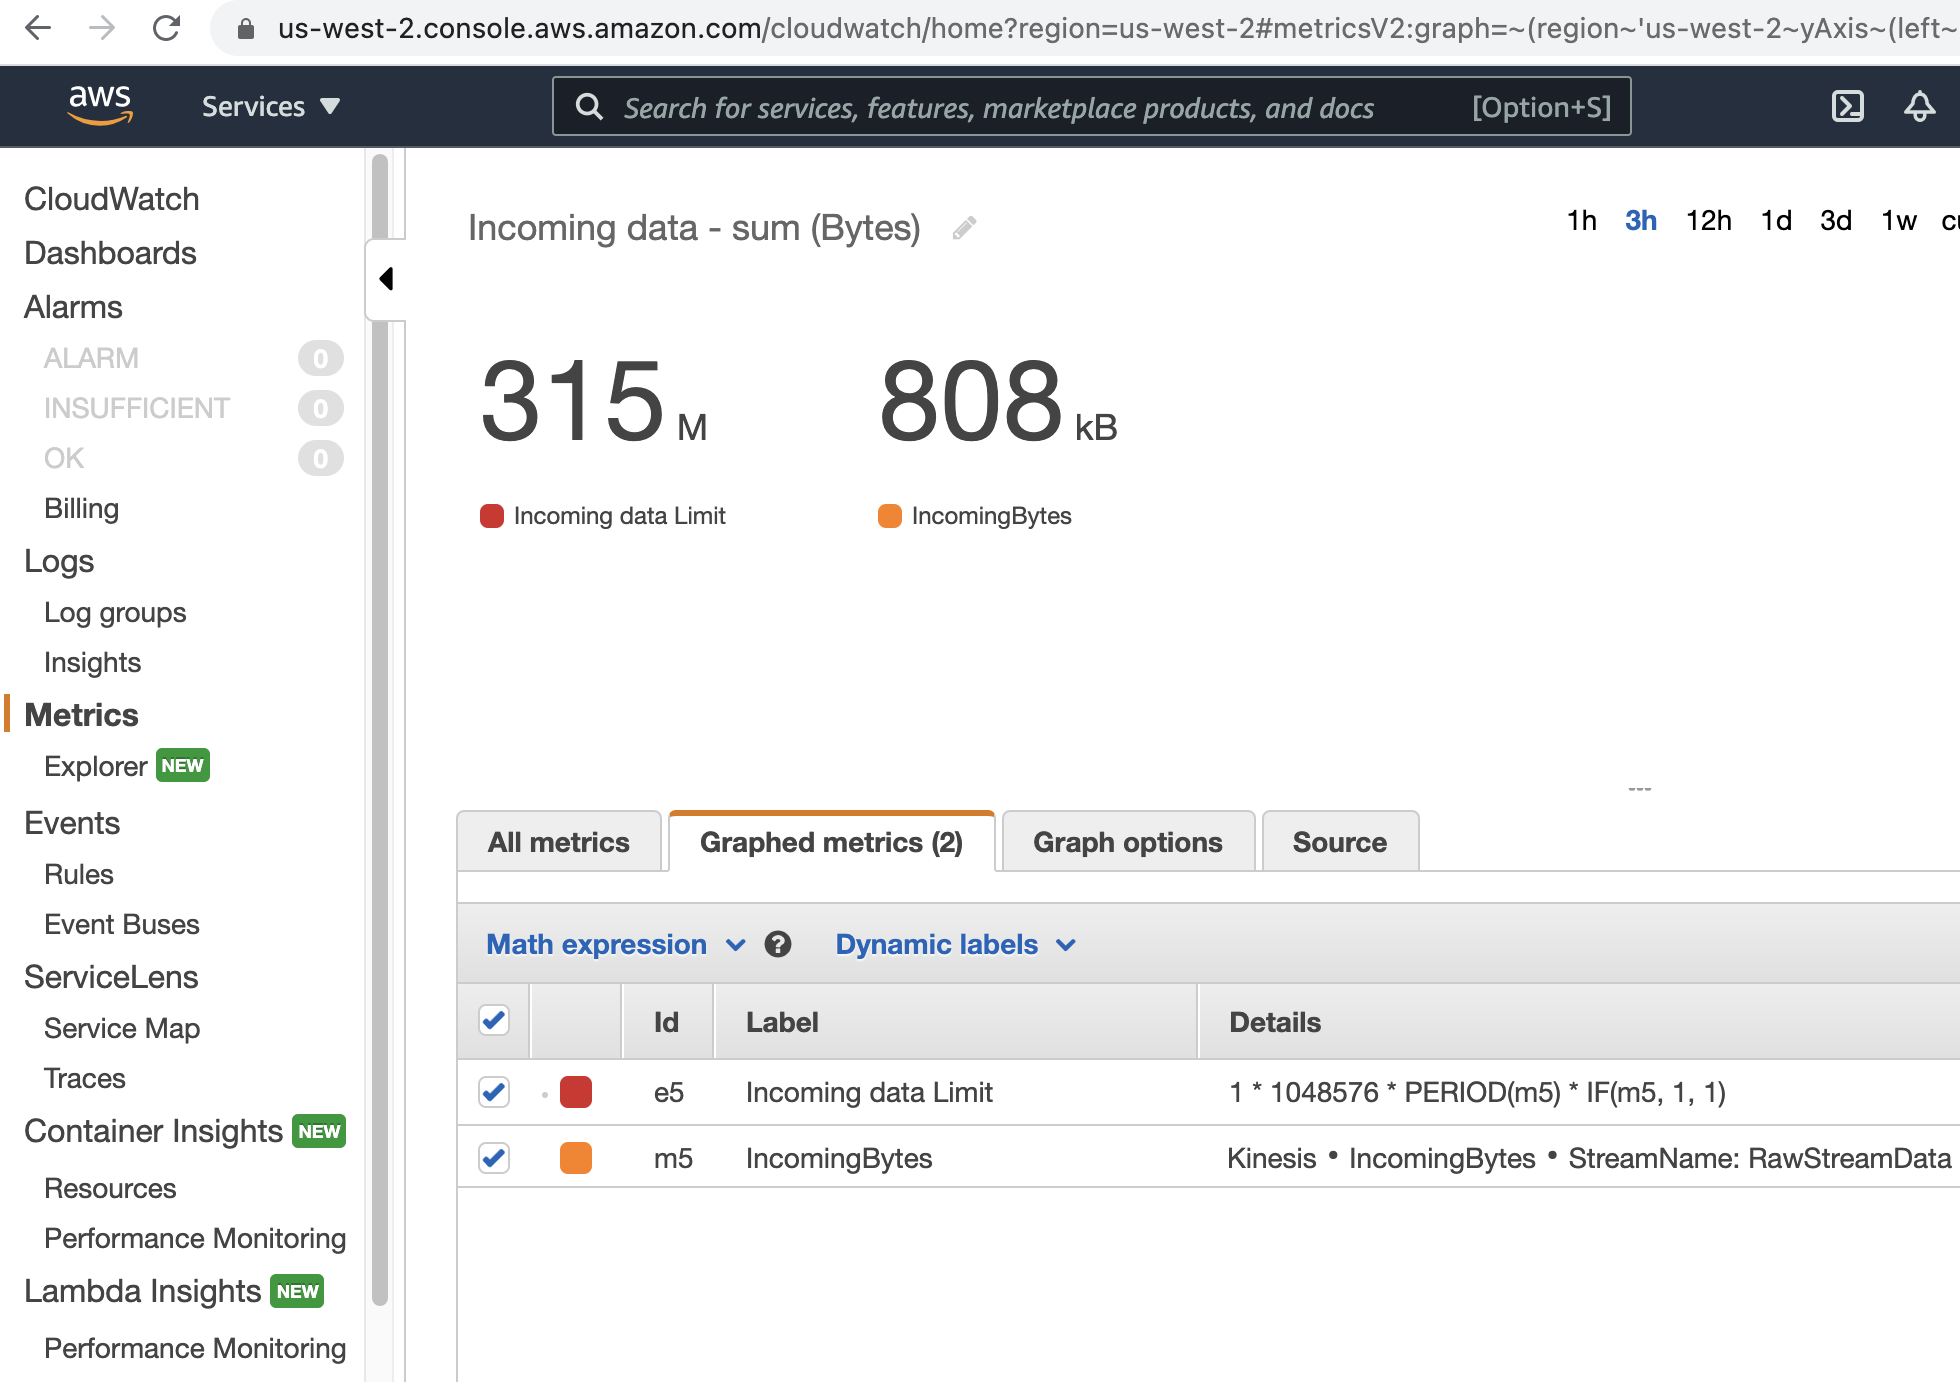 us-west-2.console.aws.amazon.com/cloudwatch/home?region=us-west-2#metricsV2:graph=~(region~'us-west-2~yAxis~(left~
aws Services Search for services, features, marketplace products, and docs [Option+S]
CloudWatch
Dashboards
Alarms
ALARM 0
INSUFFICIENT 0
OK 0
Billing
Logs
Log groups
Insights
Metrics
Explorer NEW
Events
Rules
Event Buses
ServiceLens
Service Map
Traces
Container Insights NEW
Resources
Performance Monitoring
Lambda Insights NEW
Performance Monitoring
Incoming data - sum (Bytes)
1h 3h 12h 1d 3d 1w
315 M
Incoming data Limit
808 kB
IncomingBytes
All metrics Graphed metrics (2) Graph options Source
Math expression ? Dynamic labels
Id Label Details
e5 Incoming data Limit 1 * 1048576 * PERIOD(m5) * IF(m5, 1, 1)
m5 IncomingBytes Kinesis • IncomingBytes • StreamName: RawStreamData